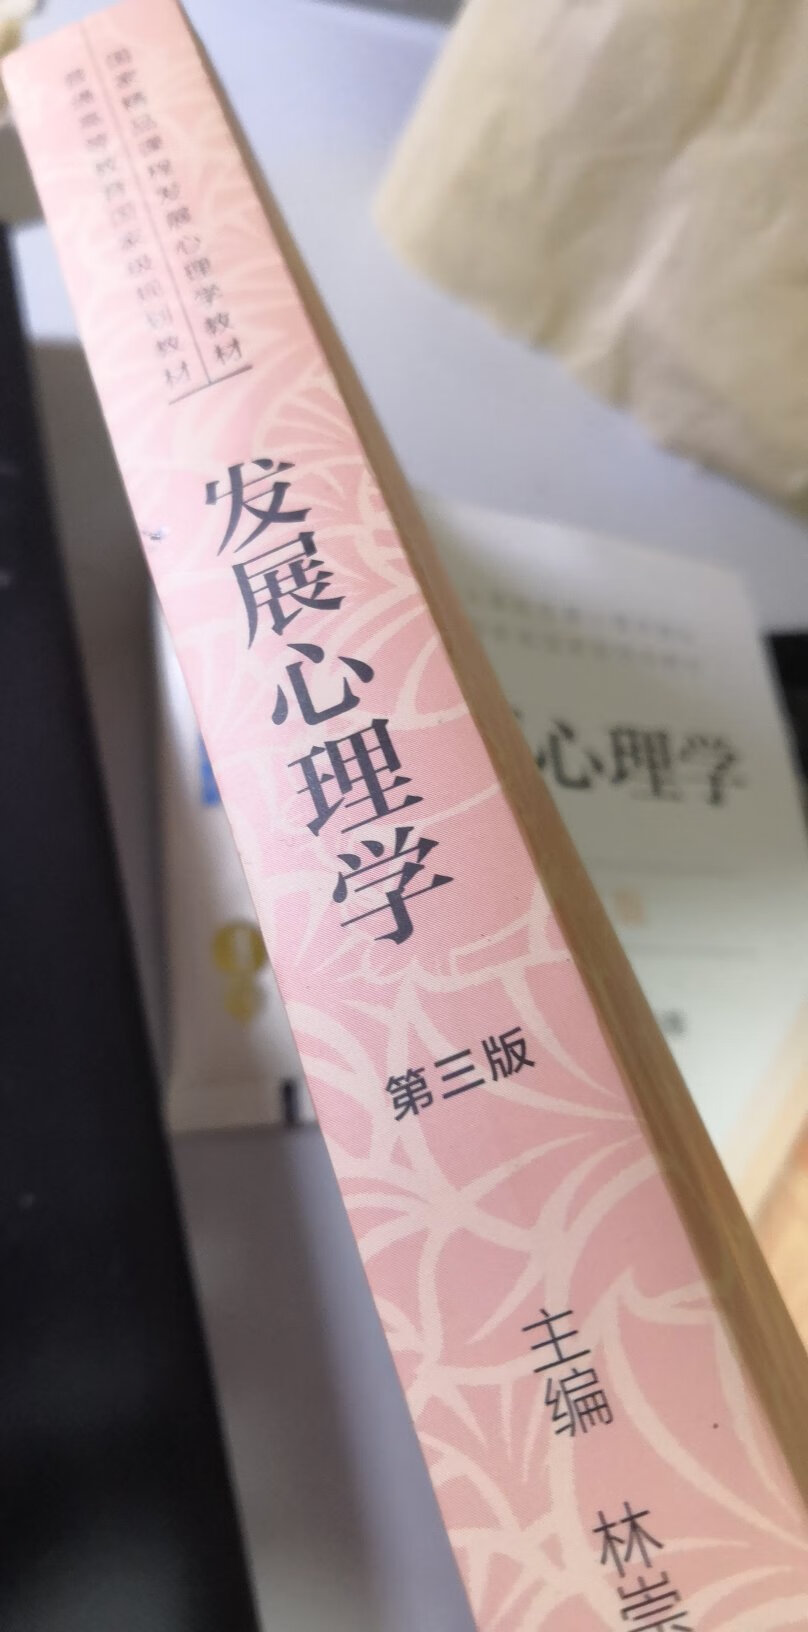 国家精品课程发展心理学教材
普通高等教育国家级规划教材
发展心理学
第三版
主编
林崇
心理学